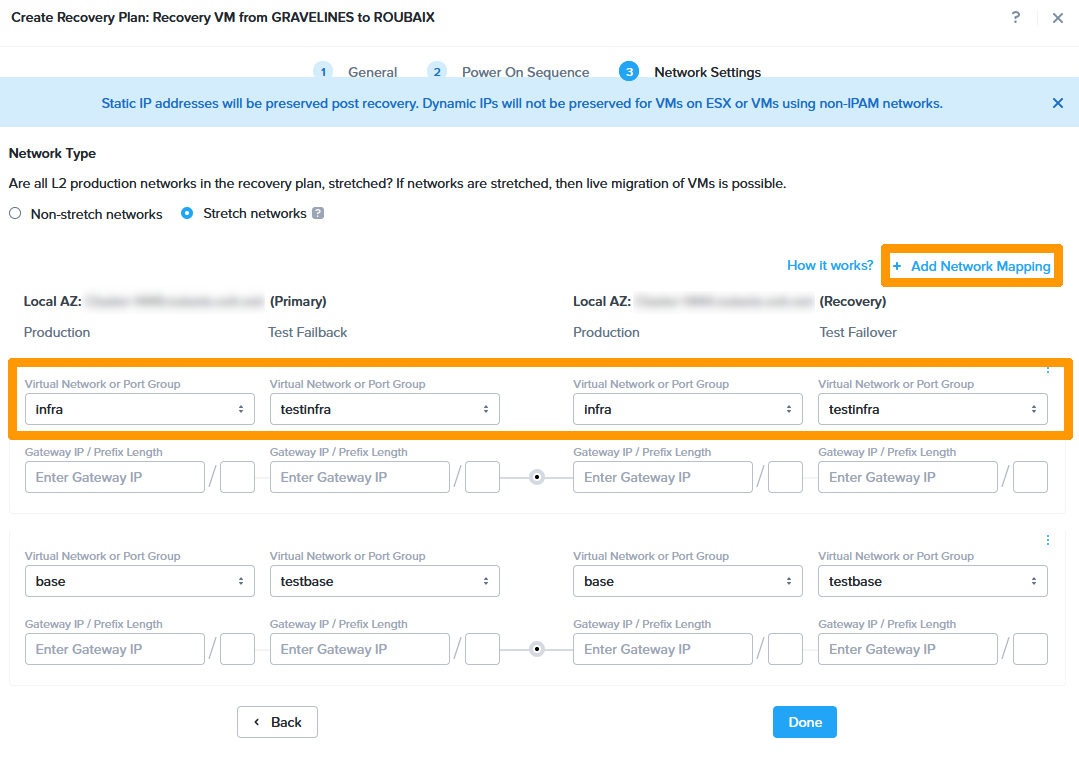 Create Recovery Plan: Recovery VM from GRAVELINES to ROUBAIX ?
1 General 2 Power On Sequence 3 Network Settings
Static IP addresses will be preserved post recovery. Dynamic IPs will not be preserved for VMs on ESX or VMs using non-IPAM networks.
Network Type
Are all L2 production networks in the recovery plan, stretched? If networks are stretched, then live migration of VMs is possible.
Non-stretch networks Stretch networks ?
How it works? + Add Network Mapping
Local AZ: (Primary) Local AZ: (Recovery)
Production Test Failback Production Test Failover
Virtual Network or Port Group Virtual Network or Port Group Virtual Network or Port Group Virtual Network or Port Group
infra testinfra infra testinfra
Gateway IP / Prefix Length Gateway IP / Prefix Length Gateway IP / Prefix Length Gateway IP / Prefix Length
Enter Gateway IP / Enter Gateway IP / Enter Gateway IP / Enter Gateway IP /
Virtual Network or Port Group Virtual Network or Port Group Virtual Network or Port Group Virtual Network or Port Group
base testbase base testbase
Gateway IP / Prefix Length Gateway IP / Prefix Length Gateway IP / Prefix Length Gateway IP / Prefix Length
Enter Gateway IP / Enter Gateway IP / Enter Gateway IP / Enter Gateway IP /
Back Done